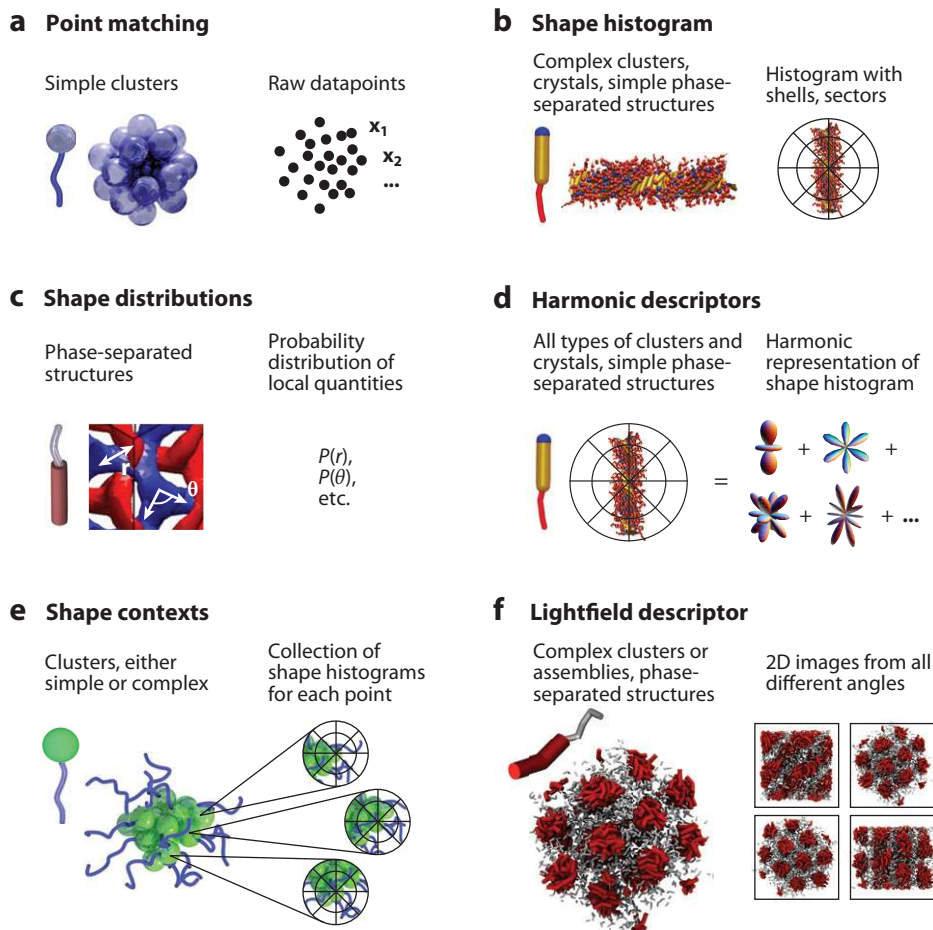 a Point matching
Simple clusters
Raw datapoints
x1
x2
...
b Shape histogram
Complex clusters,
crystals, simple phase-
separated structures
Histogram with
shells, sectors
c Shape distributions
Phase-separated
structures
Probability
distribution of
local quantities
r
θ
P(r),
P(θ),
etc.
d Harmonic descriptors
All types of clusters and
crystals, simple phase-
separated structures
Harmonic
representation of
shape histogram
= + +
+ + ...
e Shape contexts
Clusters, either
simple or complex
Collection of
shape histograms
for each point
f Lightfield descriptor
Complex clusters or
assemblies, phase-
separated structures
2D images from all
different angles